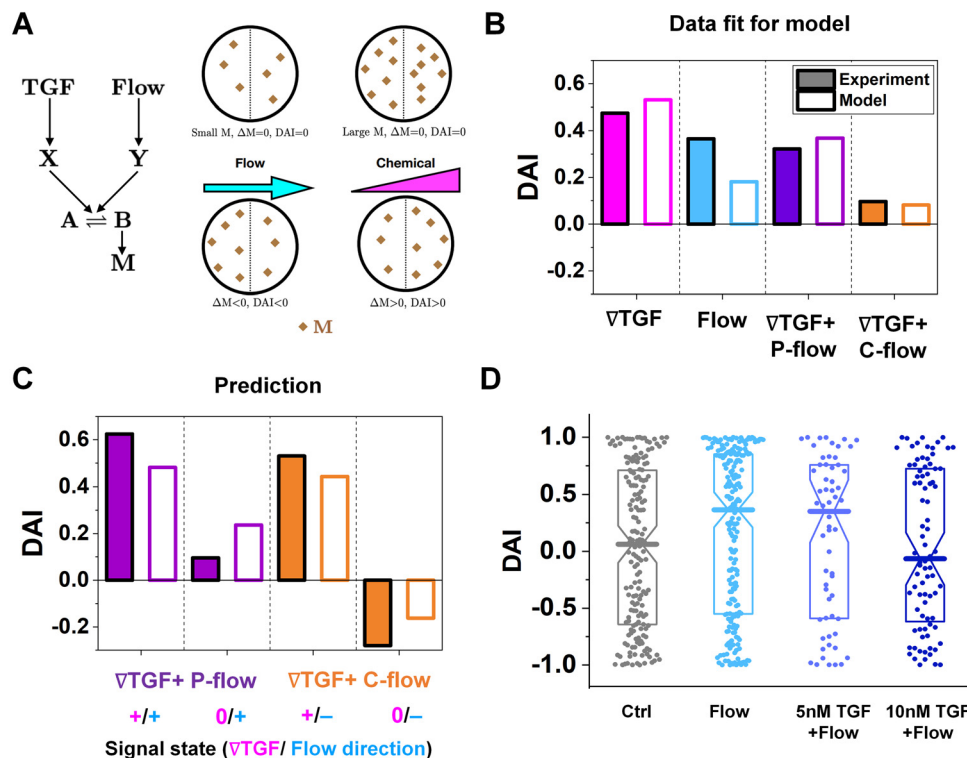 A
TGF
Flow
X
Y
A ⇌ B
M
Small M, ΔM=0, DAI=0
Large M, ΔM=0, DAI=0
Flow
Chemical
ΔM<0, DAI<0
ΔM>0, DAI>0
M
B
Data fit for model
Experiment
Model
DAI
0.6
0.4
0.2
0.0
-0.2
∇TGF
Flow
∇TGF+
P-flow
∇TGF+
C-flow
C
Prediction
DAI
0.6
0.4
0.2
0.0
-0.2
∇TGF+ P-flow
∇TGF+ C-flow
+/+
0/+
+/–
0/–
Signal state (∇TGF/ Flow direction)
D
DAI
1.0
0.5
0.0
-0.5
-1.0
Ctrl
Flow
5nM TGF
+Flow
10nM TGF
+Flow